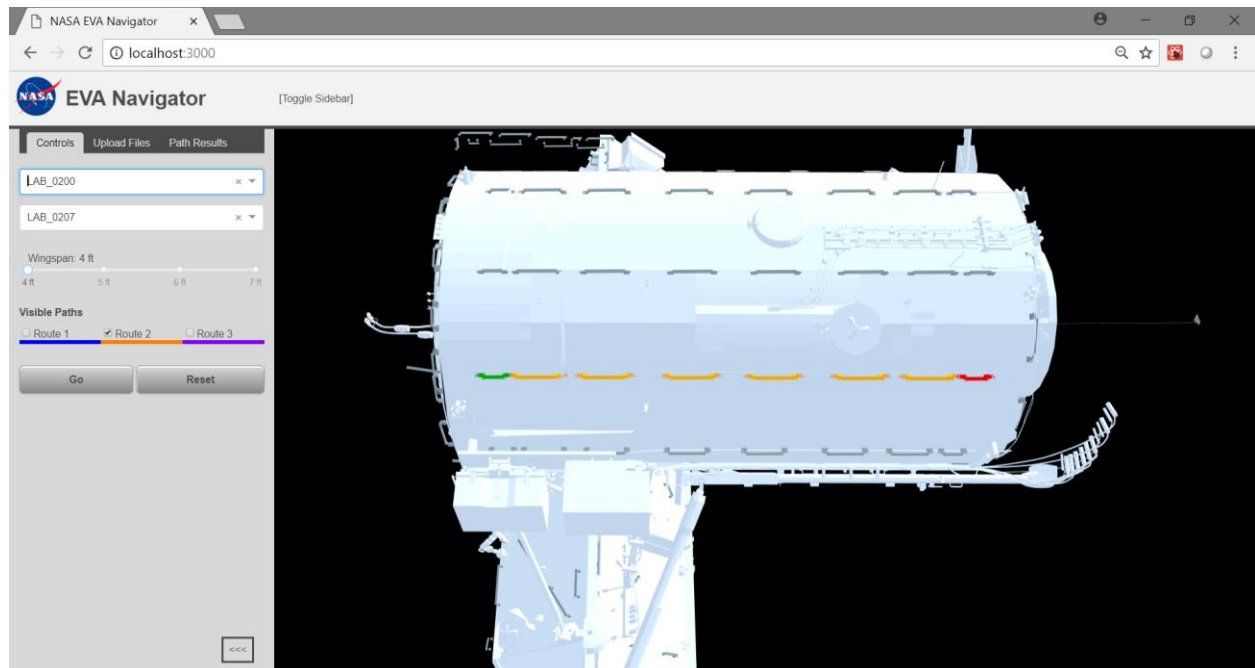 NASA EVA Navigator
localhost:3000
NASA EVA Navigator [Toggle Sidebar]
Controls Upload Files Path Results
LAB_0200
LAB_0207
Wingspan: 4 ft
4 ft 5 ft 6 ft 7 ft
Visible Paths
Route 1 Route 2 Route 3
Go Reset
<<<